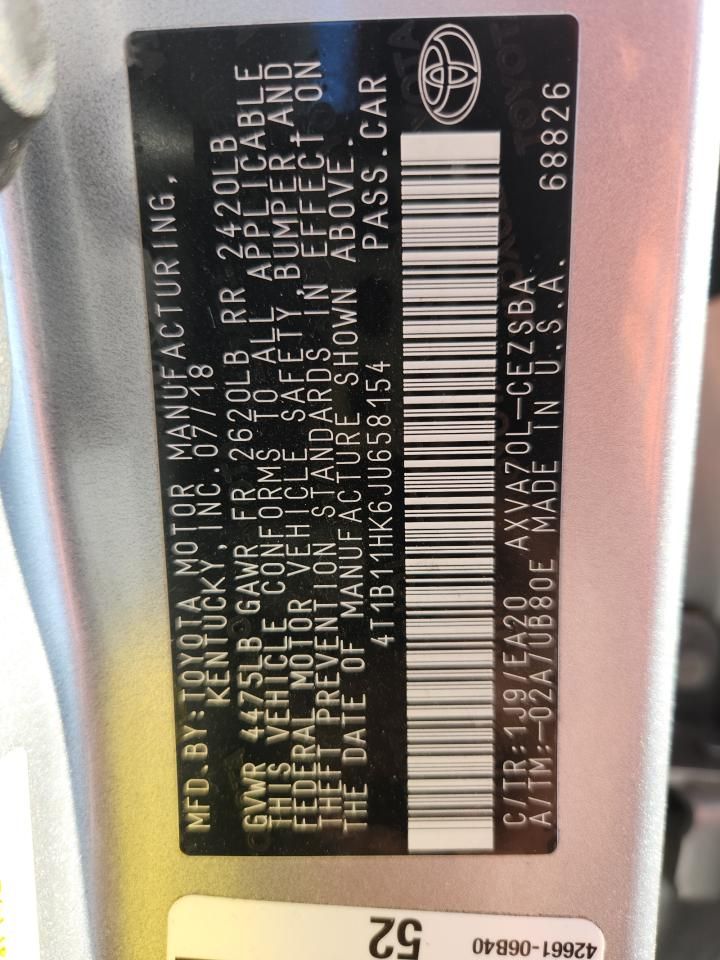 MFD.BY:TOYOTA MOTOR MANUFACTURING,
KENTUCKY, INC. 07/18
GVWR 4475LB GAWR FR 2620LB RR 2420LB
THIS VEHICLE CONFORMS TO ALL APPLICABLE
FEDERAL MOTOR VEHICLE SAFETY, BUMPER AND
THEFT PREVENTION STANDARDS IN EFFECT ON
THE DATE OF MANUFACTURE SHOWN ABOVE.
4T1B11HK6JU658154 PASS.CAR
C/TR:1J9/EA20 AXVA70L-CEZSBA 68826
A/TM:-02A/UB80E MADE IN U.S.A.
52
42661-06B40